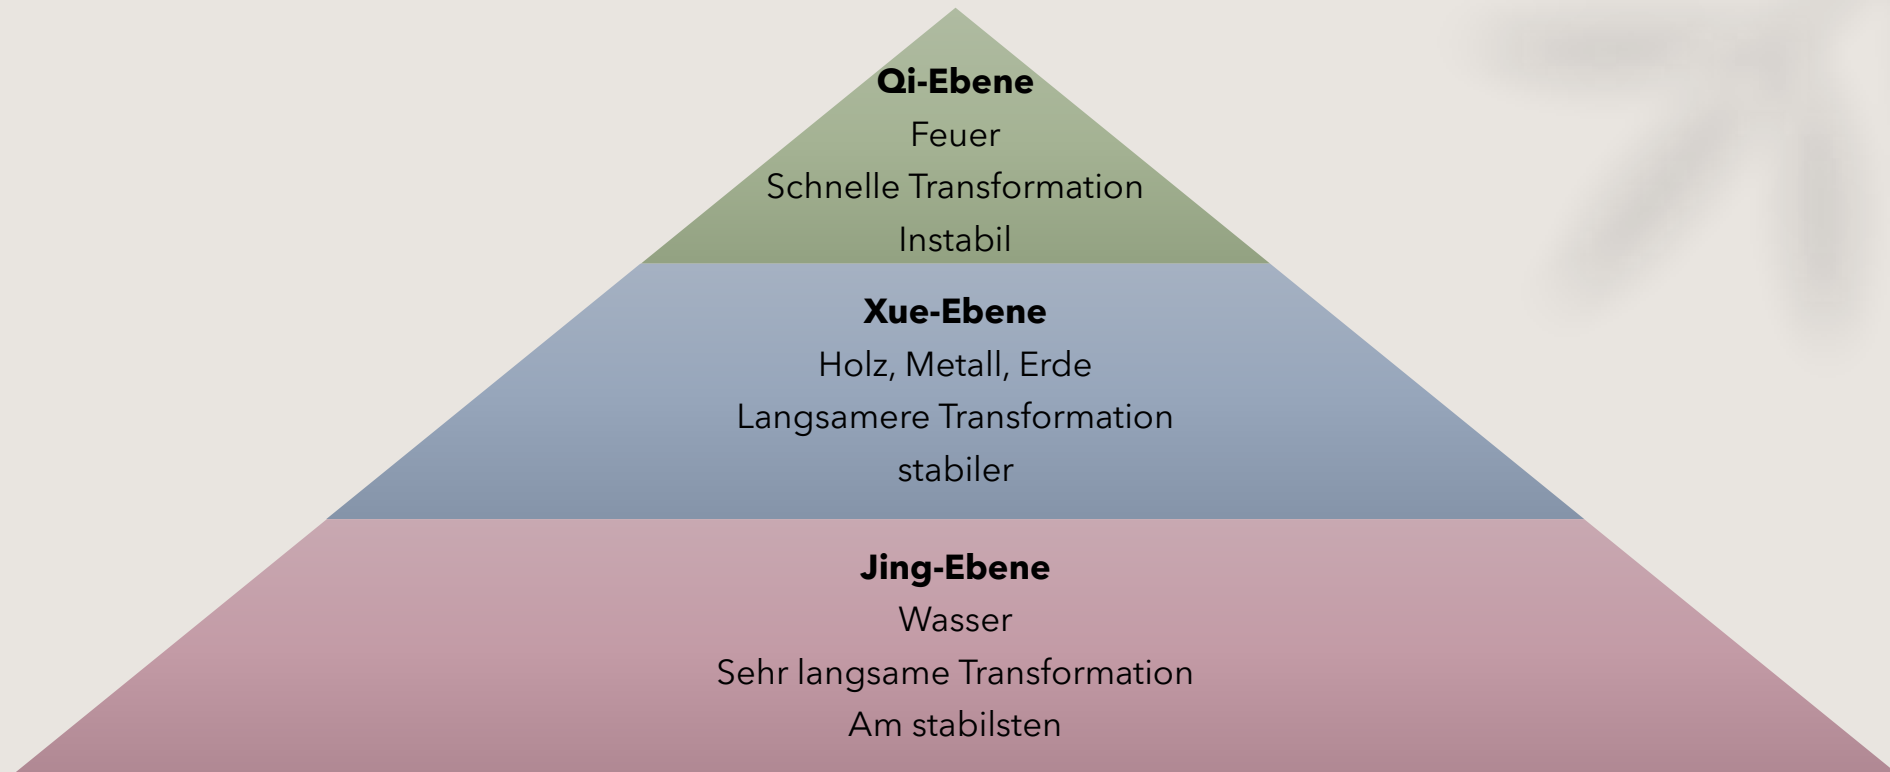 Qi-Ebene
Feuer
Schnelle Transformation
Instabil
Xue-Ebene
Holz, Metall, Erde
Langsamere Transformation
stabiler
Jing-Ebene
Wasser
Sehr langsame Transformation
Am stabilsten